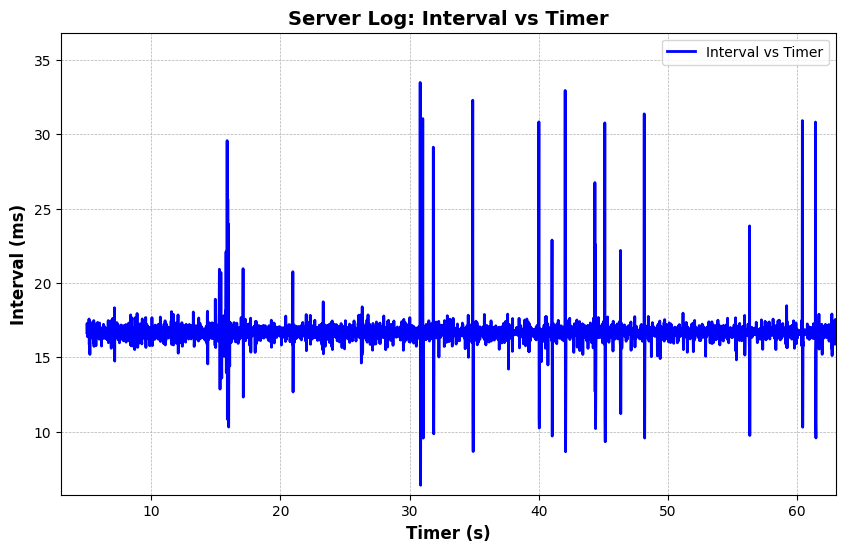 Server Log: Interval vs Timer
Interval vs Timer
35
30
25
20
15
10
Interval (ms)
10 20 30 40 50 60
Timer (s)